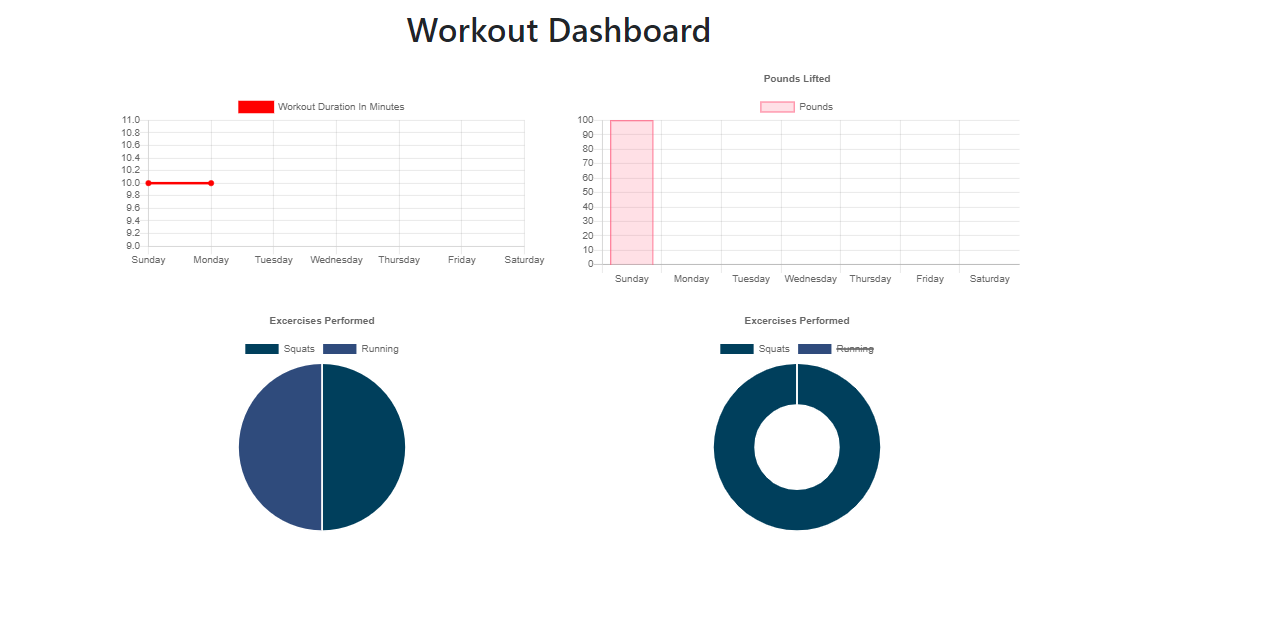 Workout Dashboard
Workout Duration In Minutes
11.0
10.8
10.6
10.4
10.2
10.0
9.8
9.6
9.4
9.2
9.0
Sunday Monday Tuesday Wednesday Thursday Friday Saturday
Pounds Lifted
Pounds
100
90
80
70
60
50
40
30
20
10
0
Sunday Monday Tuesday Wednesday Thursday Friday Saturday
Excercises Performed
Squats Running
Excercises Performed
Squats Running